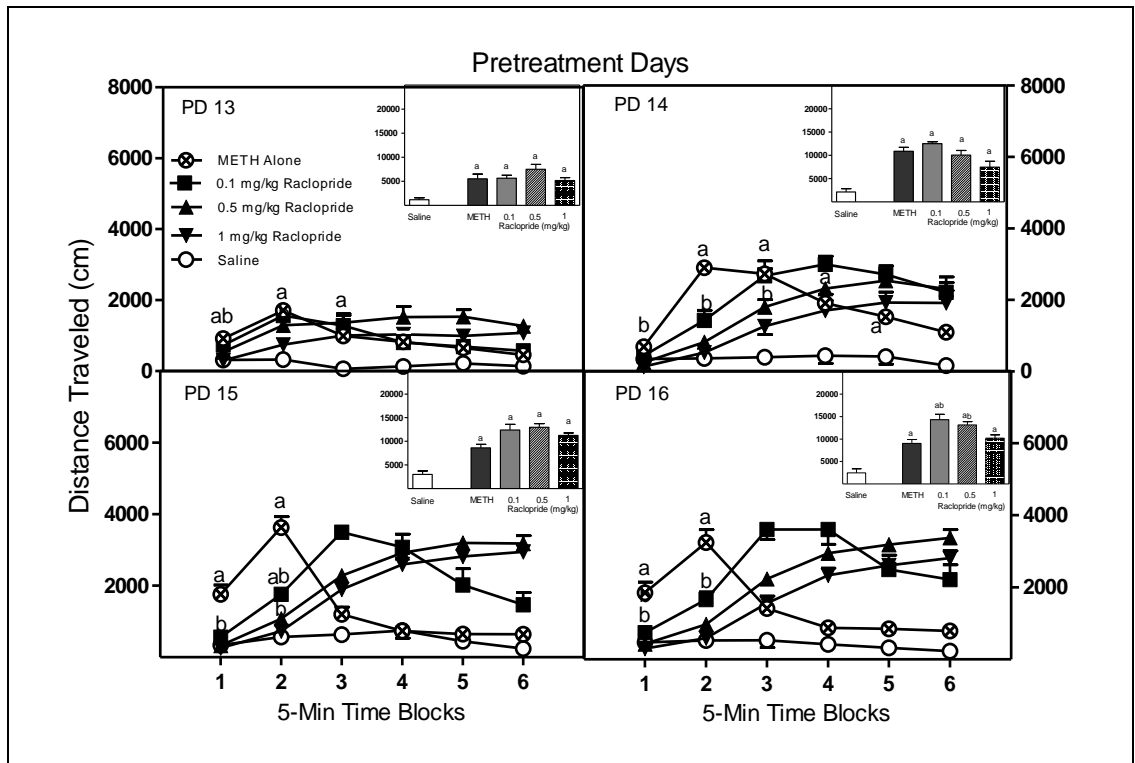 Pretreatment Days
Distance Traveled (cm)
8000
6000
4000
2000
0
PD 13
METH Alone
0.1 mg/kg Raclopride
0.5 mg/kg Raclopride
1 mg/kg Raclopride
Saline
ab
a
a
20000
15000
10000
5000
a
a
a
a
Saline
METH
0.1
0.5
1
Raclopride (mg/kg)
PD 14
8000
6000
4000
2000
0
b
a
b
a
b
a
a
20000
15000
10000
5000
a
a
a
a
Saline
METH
0.1
0.5
1
Raclopride (mg/kg)
PD 15
6000
4000
2000
a
b
a
ab
b
20000
15000
10000
5000
a
a
a
a
Saline
METH
0.1
0.5
1
Raclopride (mg/kg)
1 2 3 4 5 6
5-Min Time Blocks
PD 16
6000
4000
2000
a
b
a
b
20000
15000
10000
5000
a
ab
ab
a
Saline
METH
0.1
0.5
1
Raclopride (mg/kg)
1 2 3 4 5 6
5-Min Time Blocks